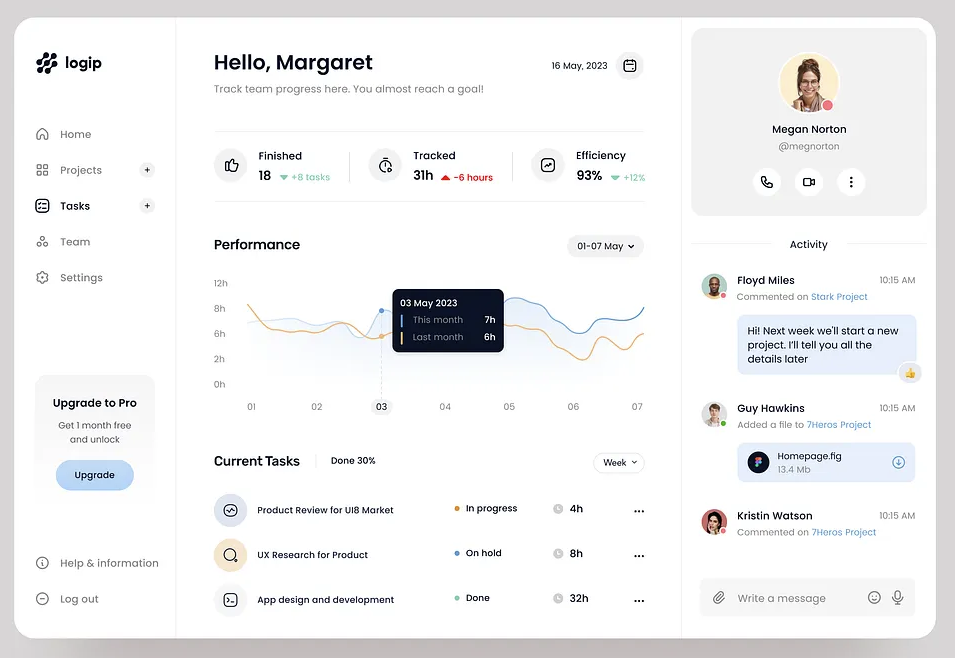 logip
Home
Projects
+
Tasks
+
Team
Settings
Upgrade to Pro
Get 1 month free
and unlock
Upgrade
Help & information
Log out
Hello, Margaret
Track team progress here. You almost reach a goal!
16 May, 2023
Finished
18 +8 tasks
Tracked
31h -6 hours
Efficiency
93% +12%
Performance
01-07 May
12h
8h
6h
2h
0h
03 May 2023
This month 7h
Last month 6h
01 02 03 04 05 06 07
Current Tasks
Done 30%
Week
Product Review for UI8 Market In progress 4h
UX Research for Product On hold 8h
App design and development Done 32h
Megan Norton
@megnorton
Activity
Floyd Miles 10:15 AM
Commented on Stark Project
Hi! Next week we'll start a new
project. I'll tell you all the
details later
Guy Hawkins 10:15 AM
Added a file to 7Heros Project
Homepage.fig
13.4 Mb
Kristin Watson 10:15 AM
Commented on 7Heros Project
Write a message